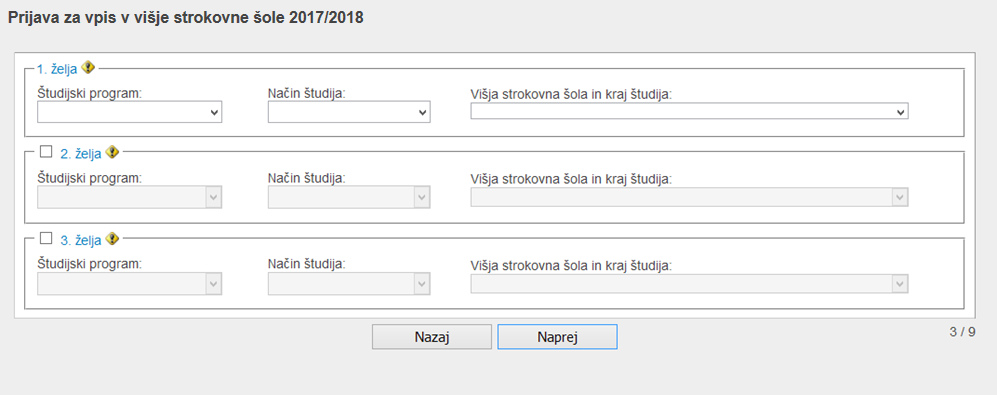 Prijava za vpis v višje strokovne šole 2017/2018
1. želja
Študijski program: Način študija: Višja strokovna šola in kraj študija:
2. želja
Študijski program: Način študija: Višja strokovna šola in kraj študija:
3. želja
Študijski program: Način študija: Višja strokovna šola in kraj študija:
Nazaj Naprej 3 / 9